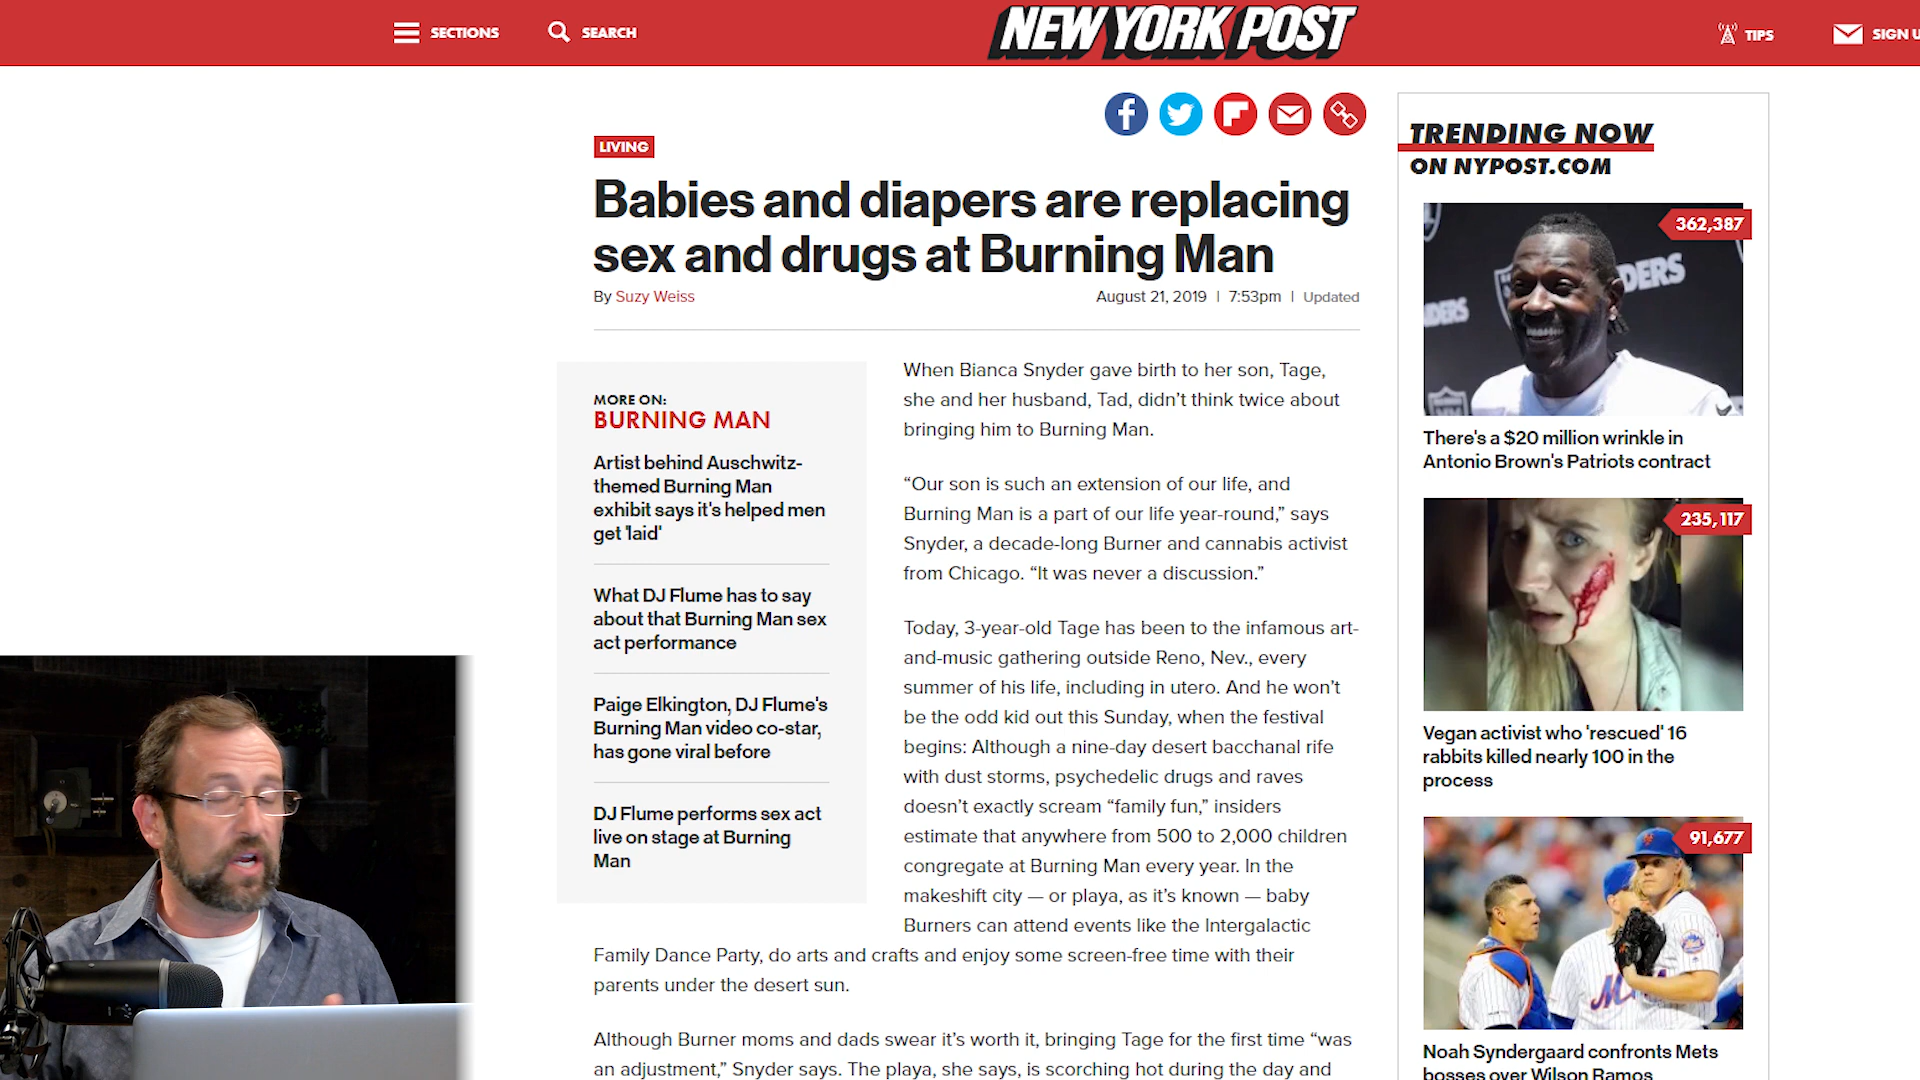 SECTIONS
SEARCH
NEW YORK POST
TIPS
SIGN U
LIVING
Babies and diapers are replacing
sex and drugs at Burning Man
By Suzy Weiss
August 21, 2019 | 7:53pm | Updated
MORE ON:
BURNING MAN
Artist behind Auschwitz-
themed Burning Man
exhibit says it's helped men
get 'laid'
What DJ Flume has to say
about that Burning Man sex
act performance
Paige Elkington, DJ Flume's
Burning Man video co-star,
has gone viral before
DJ Flume performs sex act
live on stage at Burning
Man
When Bianca Snyder gave birth to her son, Tage,
she and her husband, Tad, didn't think twice about
bringing him to Burning Man.
“Our son is such an extension of our life, and
Burning Man is a part of our life year-round,” says
Snyder, a decade-long Burner and cannabis activist
from Chicago. “It was never a discussion.”
Today, 3-year-old Tage has been to the infamous art-
and-music gathering outside Reno, Nev., every
summer of his life, including in utero. And he won't
be the odd kid out this Sunday, when the festival
begins: Although a nine-day desert bacchanal rife
with dust storms, psychedelic drugs and raves
doesn't exactly scream “family fun,” insiders
estimate that anywhere from 500 to 2,000 children
congregate at Burning Man every year. In the
makeshift city — or playa, as it's known — baby
Burners can attend events like the Intergalactic
Family Dance Party, do arts and crafts and enjoy some screen-free time with their
parents under the desert sun.
Although Burner moms and dads swear it's worth it, bringing Tage for the first time “was
an adjustment,” Snyder says. The playa, she says, is scorching hot during the day and
TRENDING NOW
ON NYPOST.COM
362,387
DERS
DERS
There's a $20 million wrinkle in
Antonio Brown's Patriots contract
235,117
Vegan activist who 'rescued' 16
rabbits killed nearly 100 in the
process
91,677
Noah Syndergaard confronts Mets
bosses over Wilson Ramos